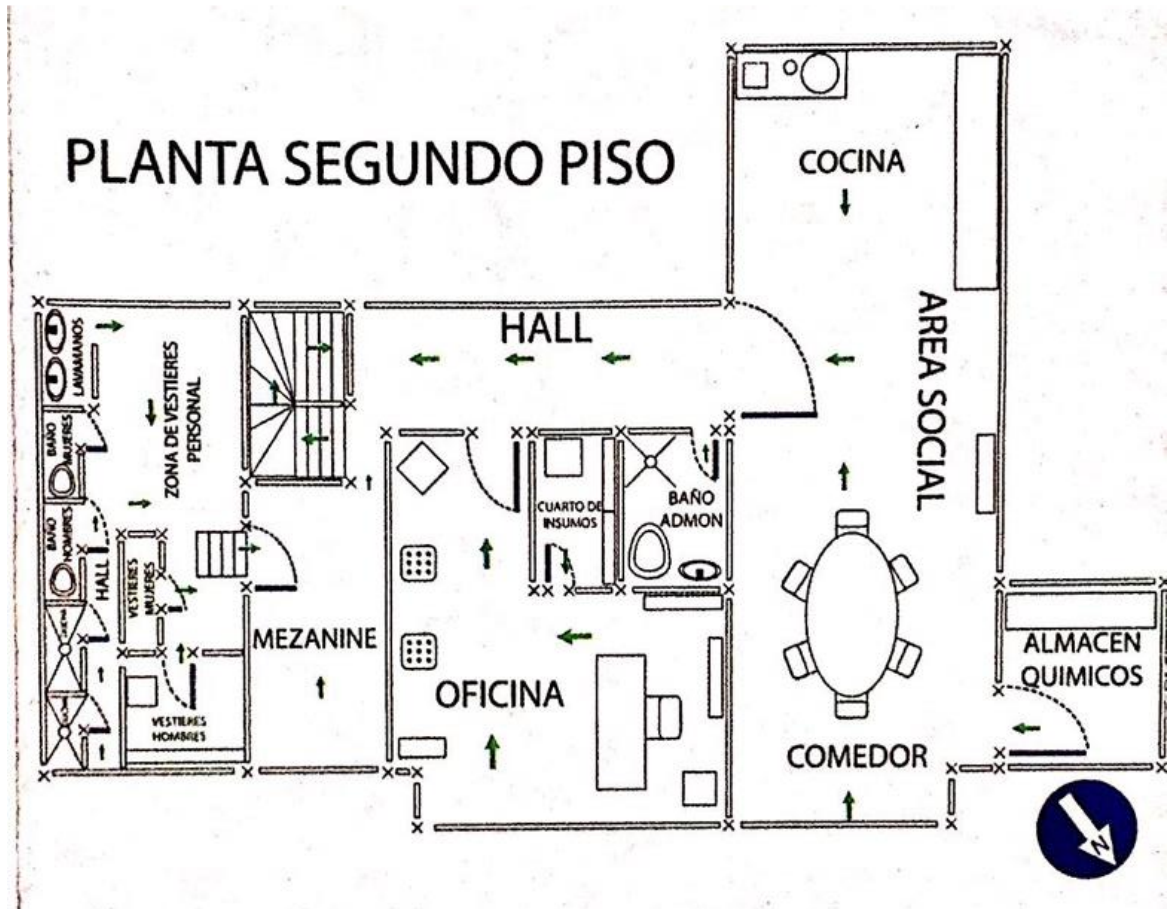 PLANTA SEGUNDO PISO
COCINA
HALL
AREA SOCIAL
LAVAMANOS
ZONA DE VESTIERES
PERSONAL
BAÑO
MUJERES
BAÑO
HOMBRES
HALL
VESTIERES
MUJERES
VESTIERES
HOMBRES
MEZANINE
CUARTO DE
INSUMOS
BAÑO
ADMON
OFICINA
COMEDOR
ALMACEN
QUIMICOS
N